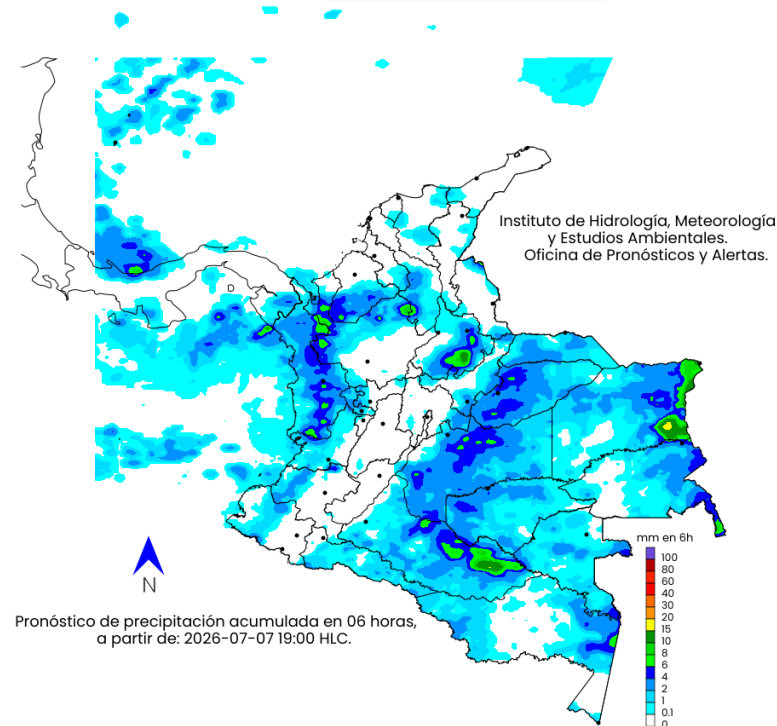 Instituto de Hidrología, Meteorología
y Estudios Ambientales.
Oficina de Pronósticos y Alertas.
N
Pronóstico de precipitación acumulada en 06 horas,
a partir de: 2026-07-07 19:00 HLC.
mm en 6h
100
80
60
40
30
20
15
10
8
6
4
2
1
0.1
0